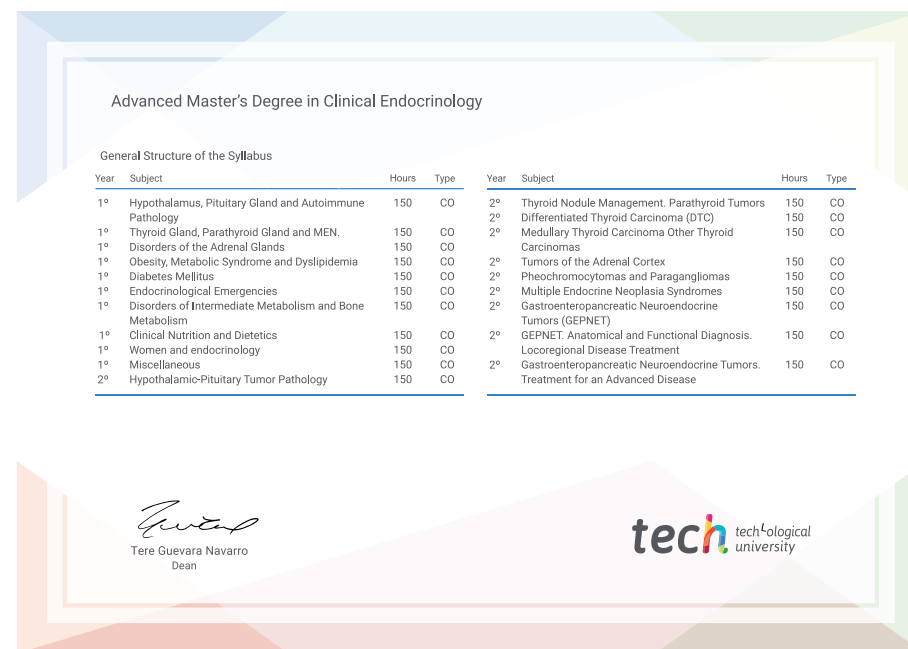 Advanced Master's Degree in Clinical Endocrinology
General Structure of the Syllabus
Year Subject Hours Type
1º Hypothalamus, Pituitary Gland and Autoimmune 150 CO
Pathology
1º Thyroid Gland, Parathyroid Gland and MEN. 150 CO
1º Disorders of the Adrenal Glands 150 CO
1º Obesity, Metabolic Syndrome and Dyslipidemia 150 CO
1º Diabetes Mellitus 150 CO
1º Endocrinological Emergencies 150 CO
1º Disorders of Intermediate Metabolism and Bone 150 CO
Metabolism
1º Clinical Nutrition and Dietetics 150 CO
1º Women and endocrinology 150 CO
1º Miscellaneous 150 CO
2º Hypothalamic-Pituitary Tumor Pathology 150 CO
Year Subject Hours Type
2º Thyroid Nodule Management. Parathyroid Tumors 150 CO
2º Differentiated Thyroid Carcinoma (DTC) 150 CO
2º Medullary Thyroid Carcinoma Other Thyroid 150 CO
Carcinomas
2º Tumors of the Adrenal Cortex 150 CO
2º Pheochromocytomas and Paragangliomas 150 CO
2º Multiple Endocrine Neoplasia Syndromes 150 CO
2º Gastroenteropancreatic Neuroendocrine 150 CO
Tumors (GEPNET)
2º GEPNET. Anatomical and Functional Diagnosis. 150 CO
Locoregional Disease Treatment
2º Gastroenteropancreatic Neuroendocrine Tumors. 150 CO
Treatment for an Advanced Disease
Tere Guevara Navarro
Dean
tech technological
university